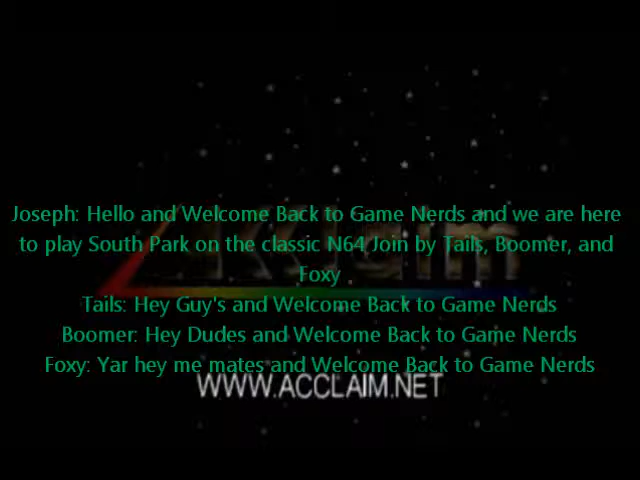 Joseph: Hello and Welcome Back to Game Nerds and we are here
to play South Park on the classic N64 Join by Tails, Boomer, and
Foxy
AKKlaim
Tails: Hey Guy's and Welcome Back to Game Nerds
Boomer: Hey Dudes and Welcome Back to Game Nerds
Foxy: Yar hey me mates and Welcome Back to Game Nerds
WWW.ACCLAIM.NET